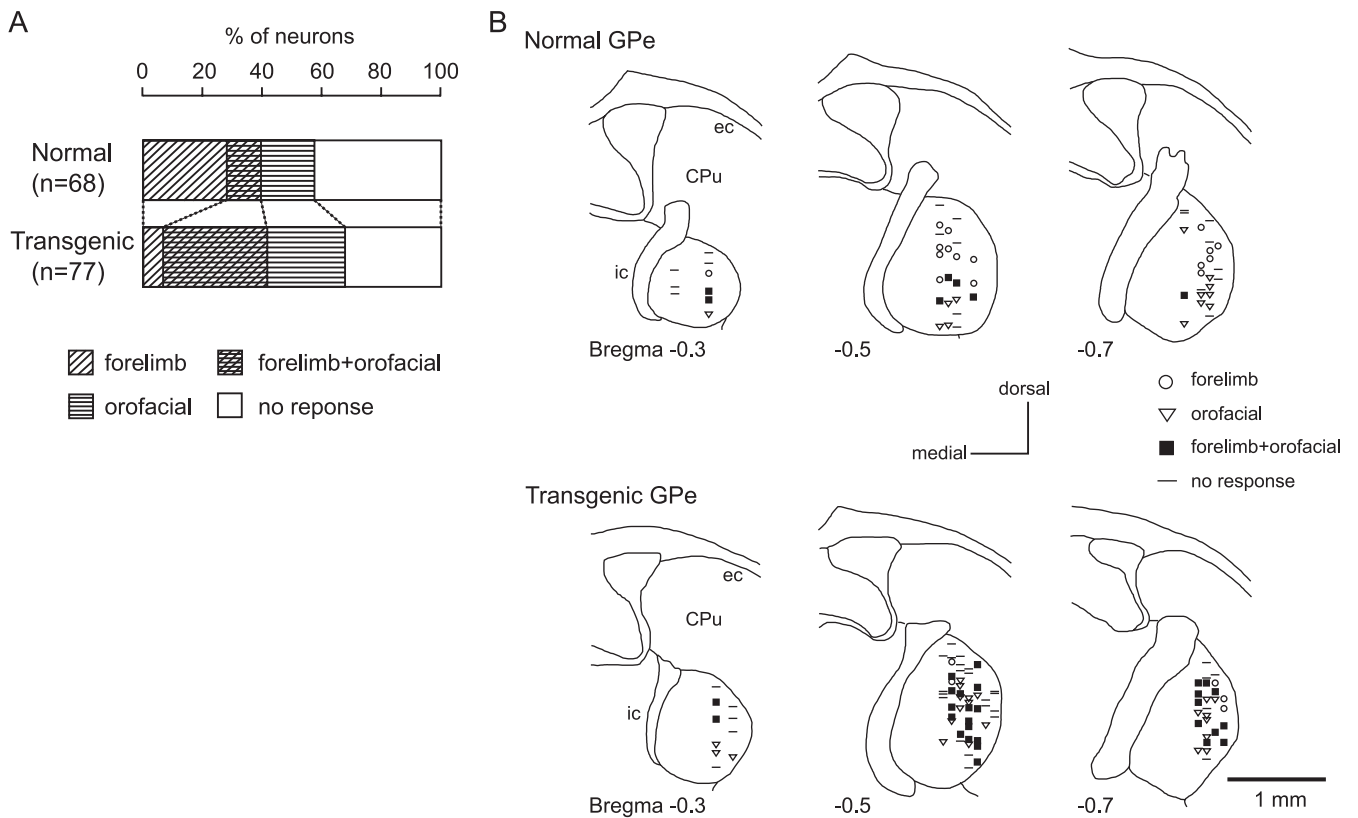 A
% of neurons
0 20 40 60 80 100
Normal
(n=68)
Transgenic
(n=77)
forelimb
forelimb+orofacial
orofacial
no reponse
B
Normal GPe
ec
CPu
ic
Bregma -0.3
-0.5
-0.7
dorsal
medial
forelimb
orofacial
forelimb+orofacial
no response
Transgenic GPe
ec
CPu
ic
Bregma -0.3
-0.5
-0.7
1 mm